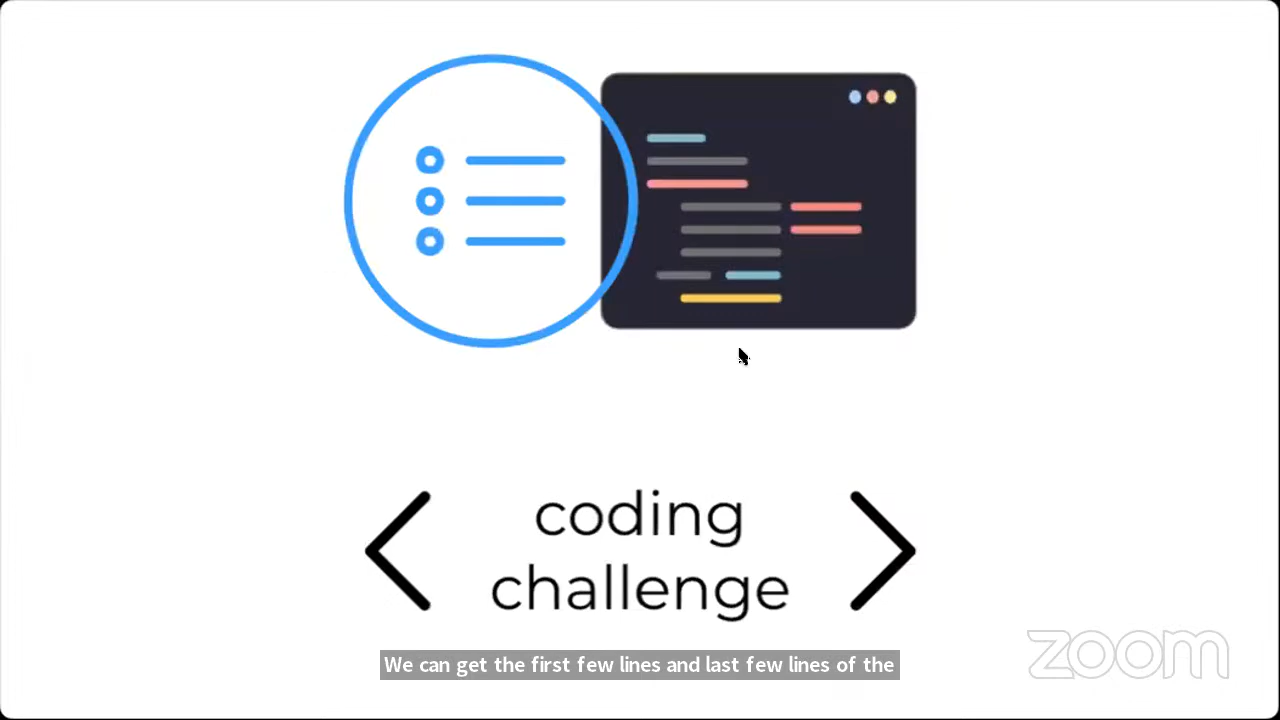 coding
challenge
We can get the first few lines and last few lines of the
zoom